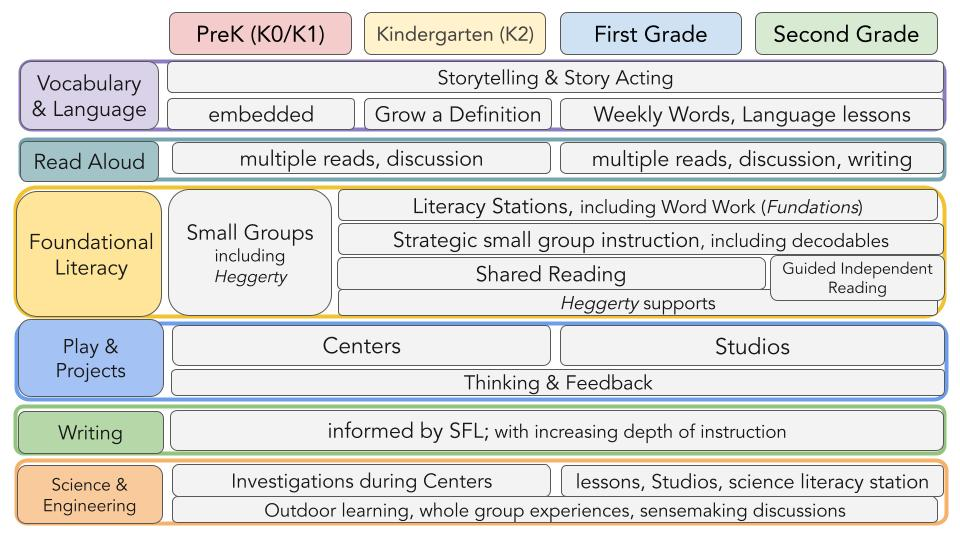 PreK (K0/K1)
Kindergarten (K2)
First Grade
Second Grade
Vocabulary
& Language
Storytelling & Story Acting
embedded
Grow a Definition
Weekly Words, Language lessons
Read Aloud
multiple reads, discussion
multiple reads, discussion, writing
Foundational
Literacy
Small Groups
including
Heggerty
Literacy Stations, including Word Work (Fundations)
Strategic small group instruction, including decodables
Shared Reading
Guided Independent
Reading
Heggerty supports
Play &
Projects
Centers
Studios
Thinking & Feedback
Writing
informed by SFL; with increasing depth of instruction
Science &
Engineering
Investigations during Centers
lessons, Studios, science literacy station
Outdoor learning, whole group experiences, sensemaking discussions